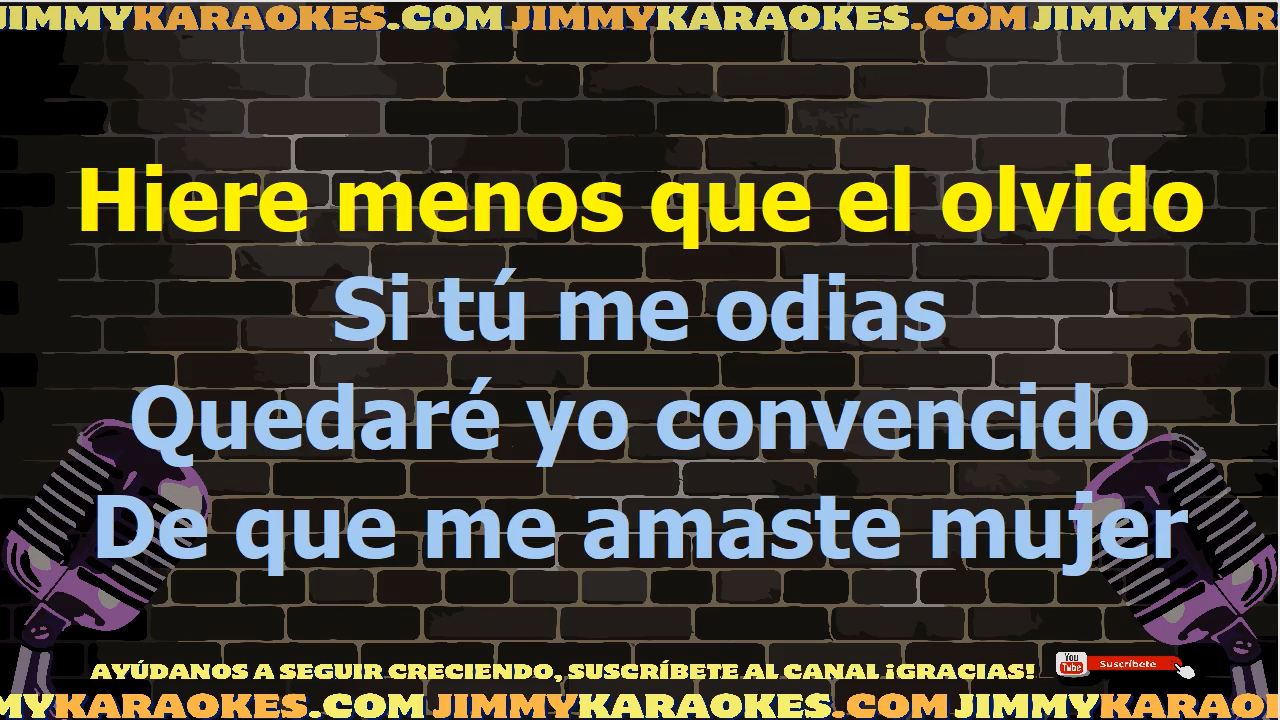 JIMMYKARAOKES.COM JIMMYKARAOKES.COM JIMMYKAR
Hiere menos que el olvido
Si tú me odias
Quedaré yo convencido
De que me amaste mujer
AYÚDANOS A SEGUIR CRECIENDO, SUSCRÍBETE AL CANAL ¡GRACIAS!
You Tube Suscríbete
MYKARAOKES.COM JIMMYKARAOKES.COM JIMMYKARAO